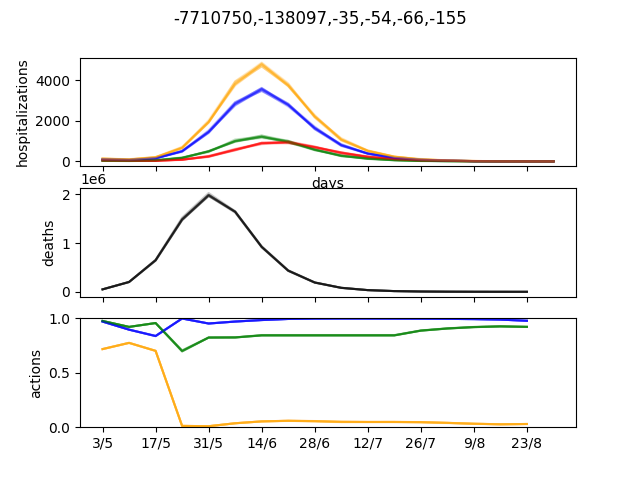 -7710750,-138097,-35,-54,-66,-155
hospitalizations
4000
2000
0
days
1e6
deaths
2
1
0
actions
1.0
0.5
0.0
3/5 17/5 31/5 14/6 28/6 12/7 26/7 9/8 23/8